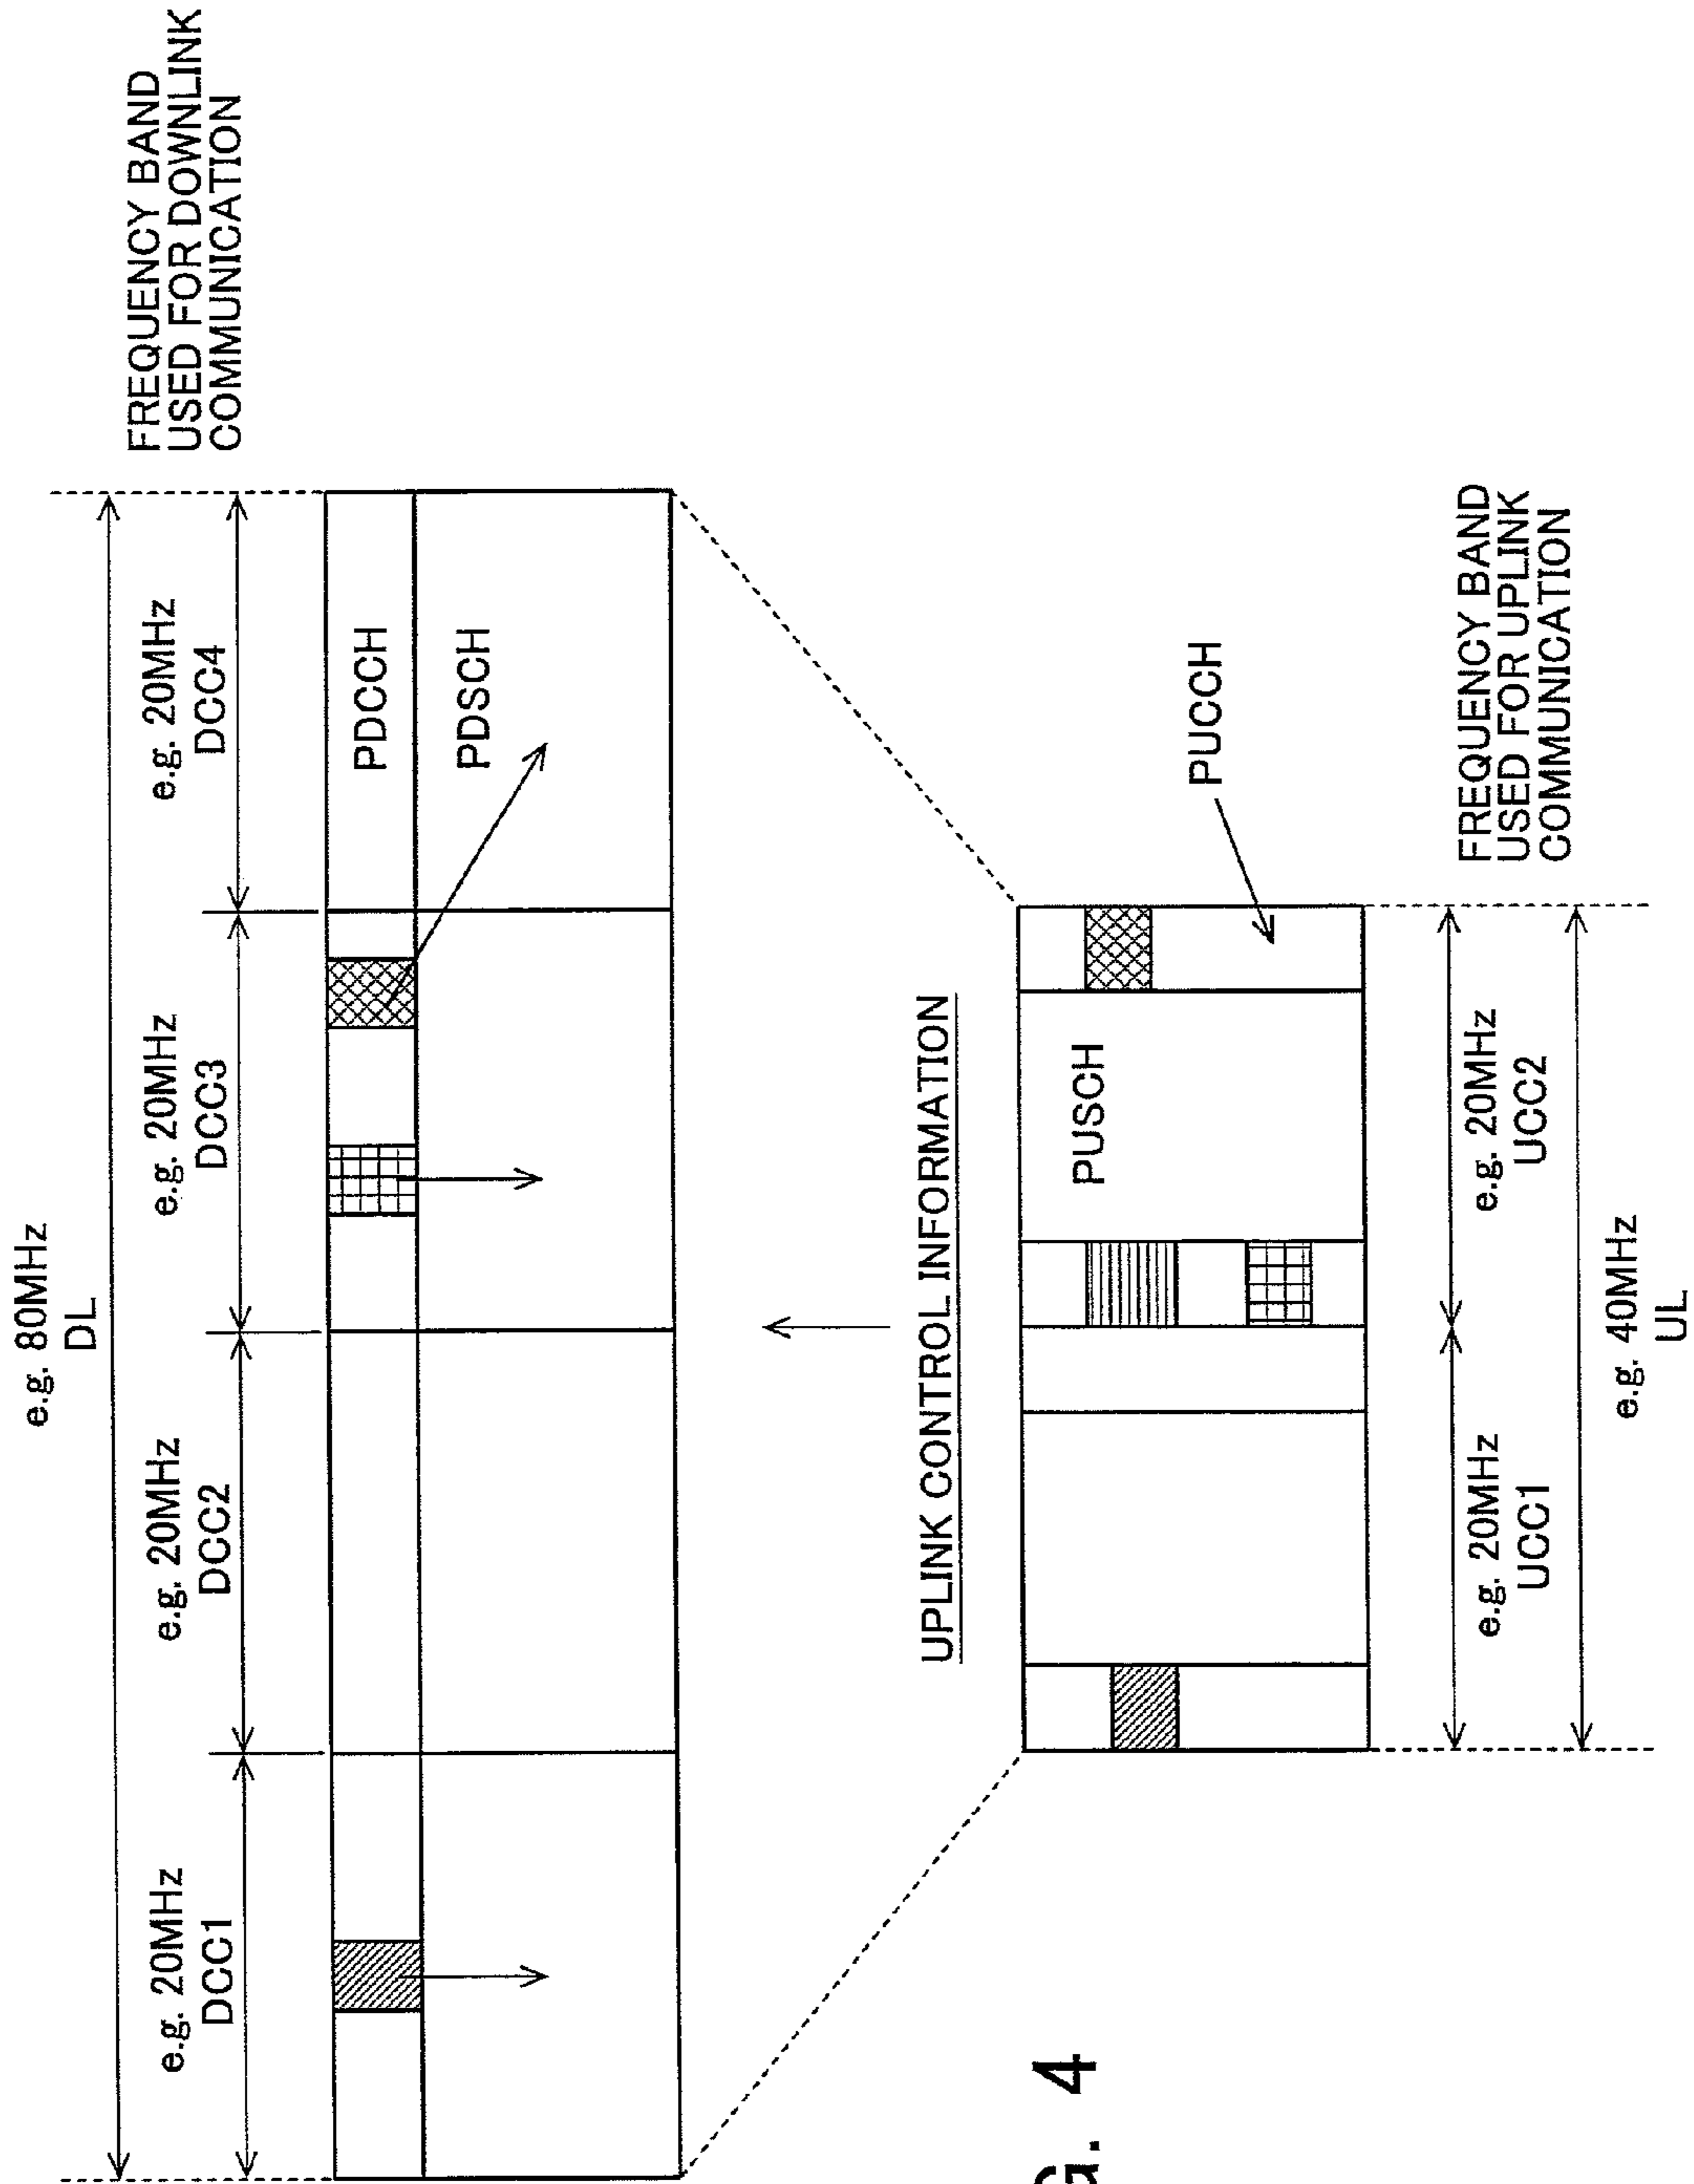 e.g. 80MHz
DL
FREQUENCY BAND
USED FOR DOWNLINK
COMMUNICATION
e.g. 20MHz
DCC1
e.g. 20MHz
DCC2
e.g. 20MHz
DCC3
e.g. 20MHz
DCC4
PDCCH
PDSCH
UPLINK CONTROL INFORMATION
PUSCH
PUCCH
e.g. 20MHz
UCC1
e.g. 20MHz
UCC2
FREQUENCY BAND
USED FOR UPLINK
COMMUNICATION
e.g. 40MHz
UL
G. 4